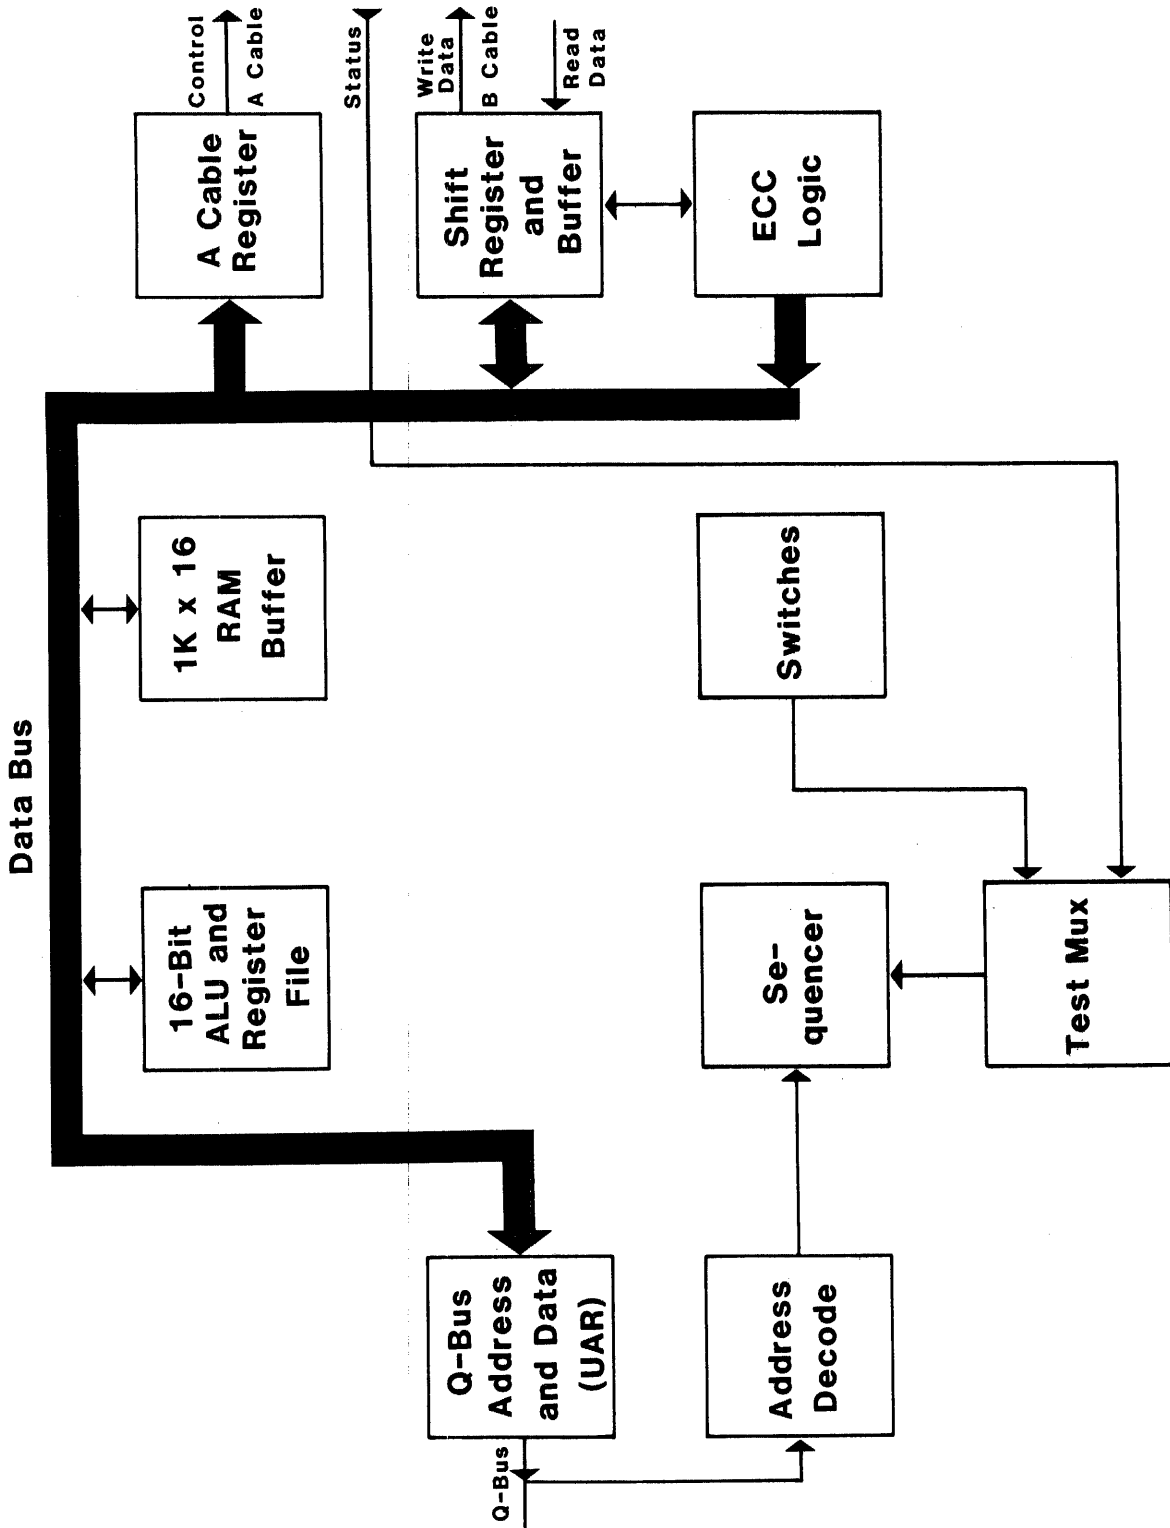 Data Bus
Control
A Cable
A Cable
Register
Status
Write
Data
B Cable
Read
Data
Shift
Register
and
Buffer
ECC
Logic
1K x 16
RAM
Buffer
Switches
16-Bit
ALU and
Register
File
Se-
quencer
Test Mux
Q-Bus
Address
and Data
(UAR)
Q-Bus
Address
Decode